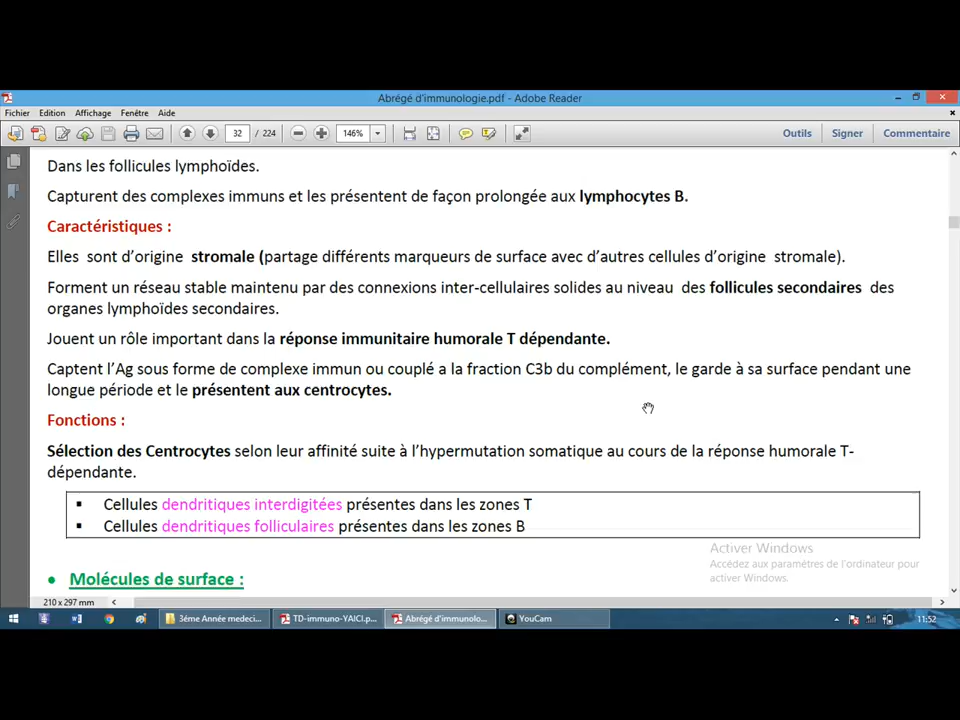 Abrégé d'immunologie.pdf - Adobe Reader
Fichier Edition Affichage Fenêtre Aide
32 / 224 146% Outils Signer Commentaire
Dans les follicules lymphoïdes.
Capturent des complexes immuns et les présentent de façon prolongée aux lymphocytes B.
Caractéristiques :
Elles sont d'origine stromale (partage différents marqueurs de surface avec d'autres cellules d'origine stromale).
Forment un réseau stable maintenu par des connexions inter-cellulaires solides au niveau des follicules secondaires des
organes lymphoïdes secondaires.
Jouent un rôle important dans la réponse immunitaire humorale T dépendante.
Captent l'Ag sous forme de complexe immun ou couplé a la fraction C3b du complément, le garde à sa surface pendant une
longue période et le présentent aux centrocytes.
Fonctions :
Sélection des Centrocytes selon leur affinité suite à l'hypermutation somatique au cours de la réponse humorale T-
dépendante.
▪ Cellules dendritiques interdigitées présentes dans les zones T
▪ Cellules dendritiques folliculaires présentes dans les zones B
Activer Windows
Accédez aux paramètres de l'ordinateur pour
activer Windows.
• Molécules de surface :
210 x 297 mm
3éme Année medeci... TD-immuno-YAICI.p... Abrégé d'immunolo... YouCam 11:52